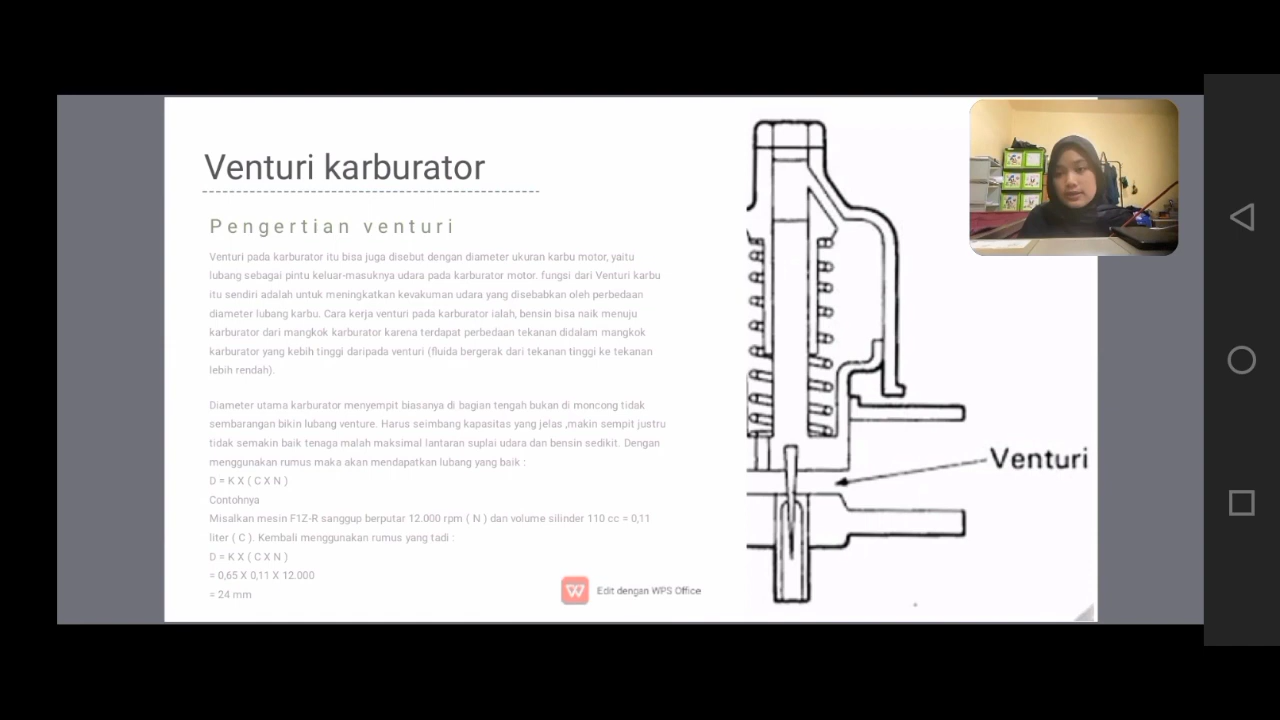 Venturi karburator
Pengertian venturi
Venturi pada karburator itu bisa juga disebut dengan diameter ukuran karbu motor, yaitu
lubang sebagai pintu keluar-masuknya udara pada karburator motor. fungsi dari Venturi karbu
itu sendiri adalah untuk meningkatkan kevakuman udara yang disebabkan oleh perbedaan
diameter lubang karbu. Cara kerja venturi pada karburator ialah, bensin bisa naik menuju
karburator dari mangkok karburator karena terdapat perbedaan tekanan didalam mangkok
karburator yang kebih tinggi daripada venturi (fluida bergerak dari tekanan tinggi ke tekanan
lebih rendah).
Diameter utama karburator menyempit biasanya di bagian tengah bukan di moncong tidak
sembarangan bikin lubang venture. Harus seimbang kapasitas yang jelas ,makin sempit justru
tidak semakin baik tenaga malah maksimal lantaran suplai udara dan bensin sedikit. Dengan
menggunakan rumus maka akan mendapatkan lubang yang baik :
D = K X ( C X N )
Contohnya
Misalkan mesin F1Z-R sanggup berputar 12.000 rpm ( N ) dan volume silinder 110 cc = 0,11
liter ( C ). Kembali menggunakan rumus yang tadi :
D = K X ( C X N )
= 0,65 X 0,11 X 12.000
= 24 mm
Edit dengan WPS Office
Venturi